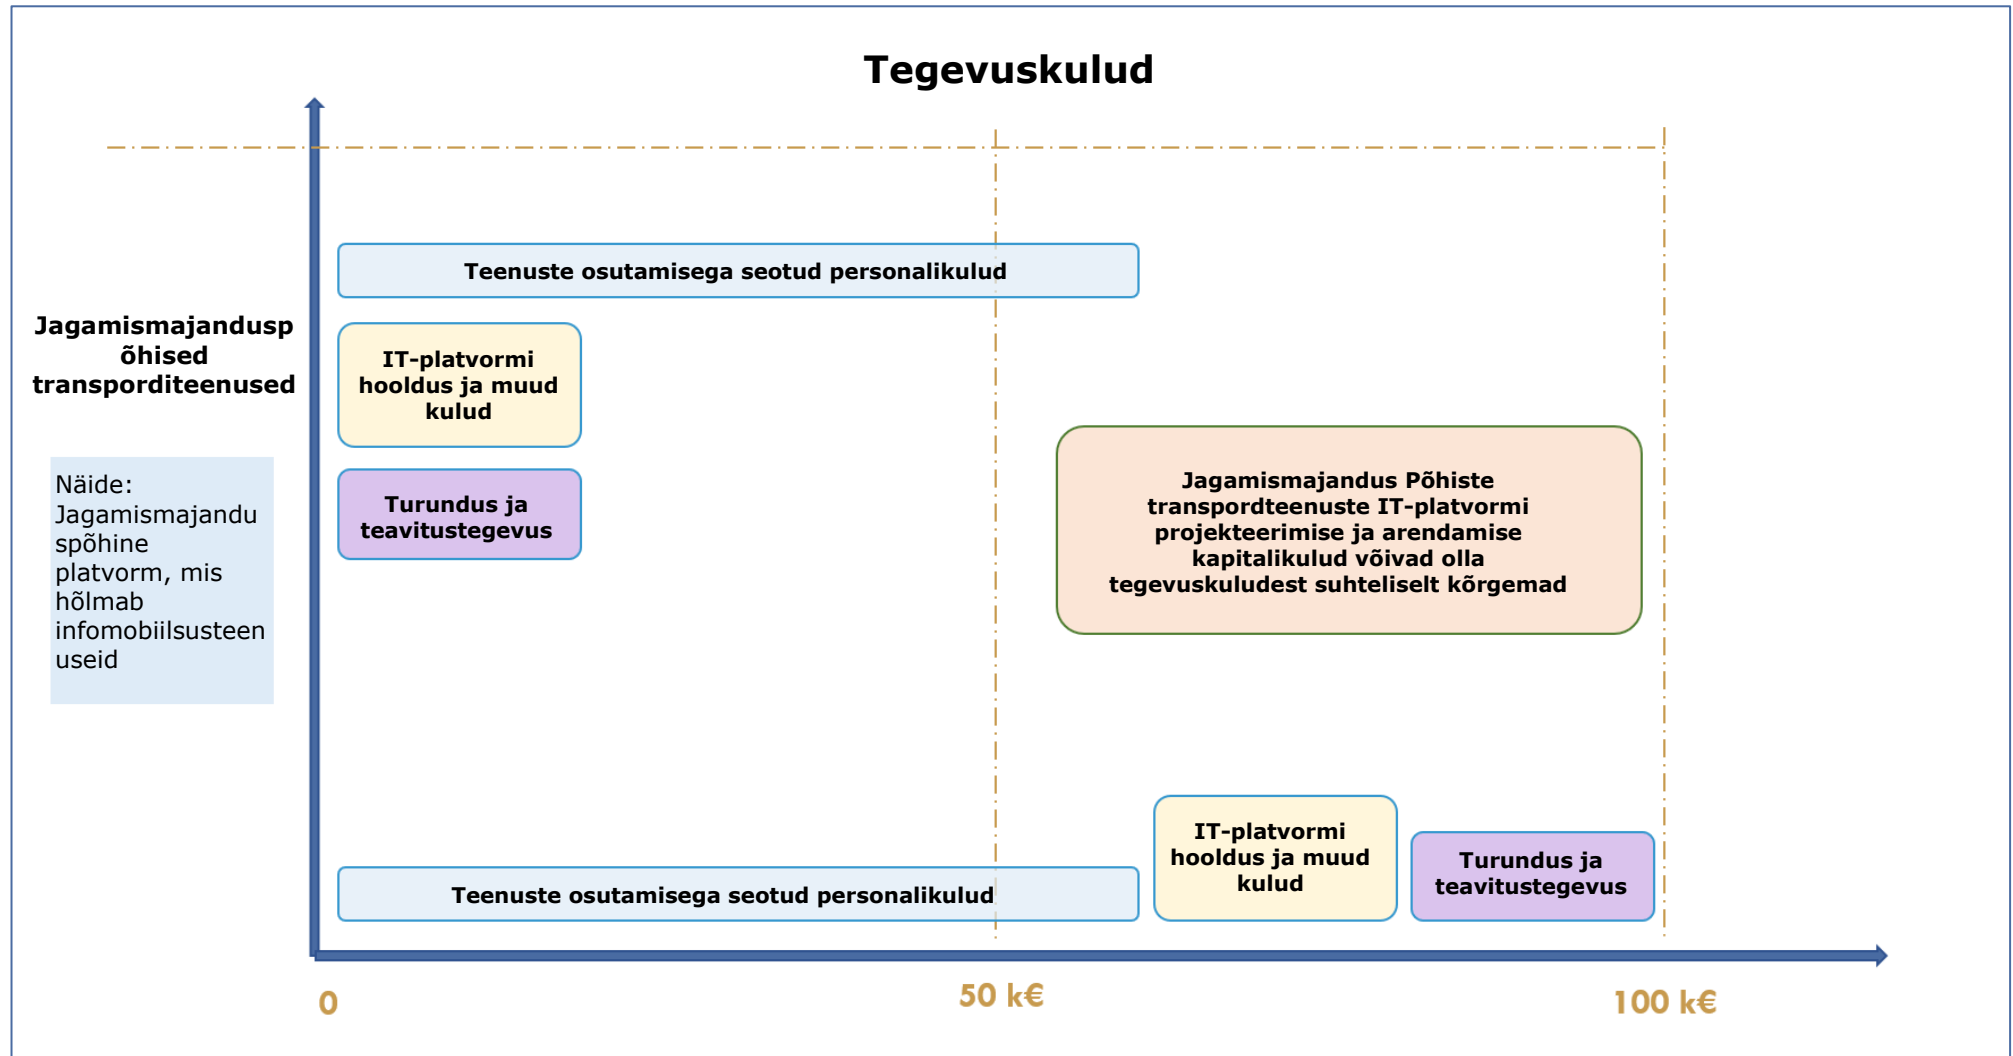 Tegevuskulud
Teenuste osutamisega seotud personalikulud
Jagamismajandusp
õhised
transporditeenused
IT-platvormi
hooldus ja muud
kulud
Näide:
Jagamismajandu
spõhine
platvorm, mis
hõlmab
infomobiilsusteen
useid
Turundus ja
teavitustegevus
Jagamismajandus Põhiste
transpordteenuste IT-platvormi
projekteerimise ja arendamise
kapitalikulud võivad olla
tegevuskuludest suhteliselt kõrgemad
Teenuste osutamisega seotud personalikulud
IT-platvormi
hooldus ja muud
kulud
Turundus ja
teavitustegevus
0
50 k€
100 k€